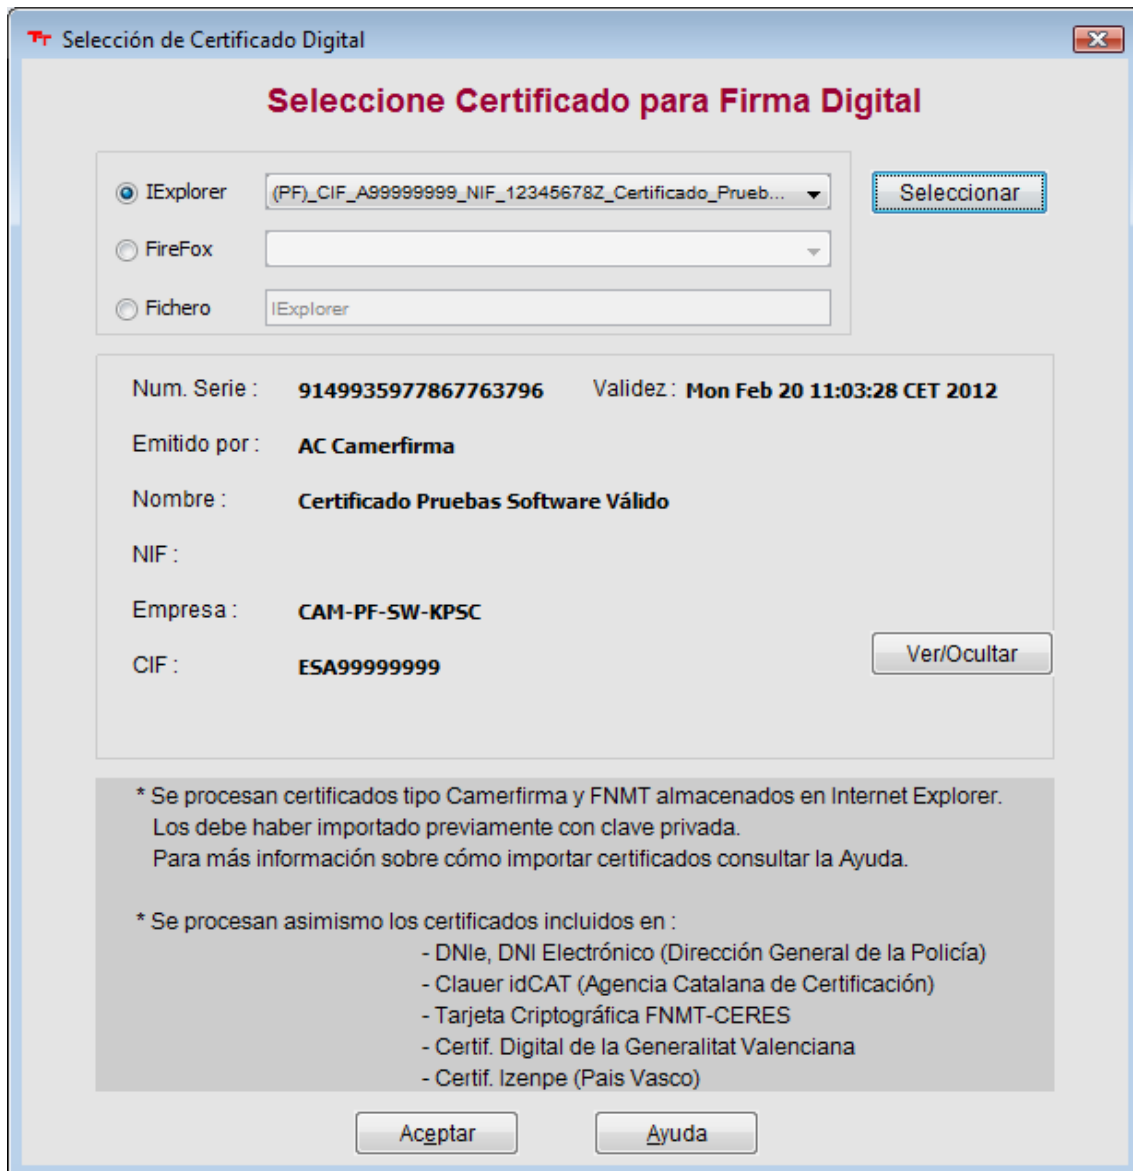 Selección de Certificado Digital
Seleccione Certificado para Firma Digital
IExplorer (PF)_CIF_A99999999_NIF_12345678Z_Certificado_Prueb... Seleccionar
FireFox
Fichero IExplorer
Num. Serie : 9149935977867763796 Validez : Mon Feb 20 11:03:28 CET 2012
Emitido por : AC Camerfirma
Nombre : Certificado Pruebas Software Válido
NIF :
Empresa : CAM-PF-SW-KPSC
CIF : ESA99999999 Ver/Ocultar
* Se procesan certificados tipo Camerfirma y FNMT almacenados en Internet Explorer.
Los debe haber importado previamente con clave privada.
Para más información sobre cómo importar certificados consultar la Ayuda.
* Se procesan asimismo los certificados incluidos en :
- DNIe, DNI Electrónico (Dirección General de la Policía)
- Clauer idCAT (Agencia Catalana de Certificación)
- Tarjeta Criptográfica FNMT-CERES
- Certif. Digital de la Generalitat Valenciana
- Certif. Izenpe (Pais Vasco)
Aceptar Ayuda